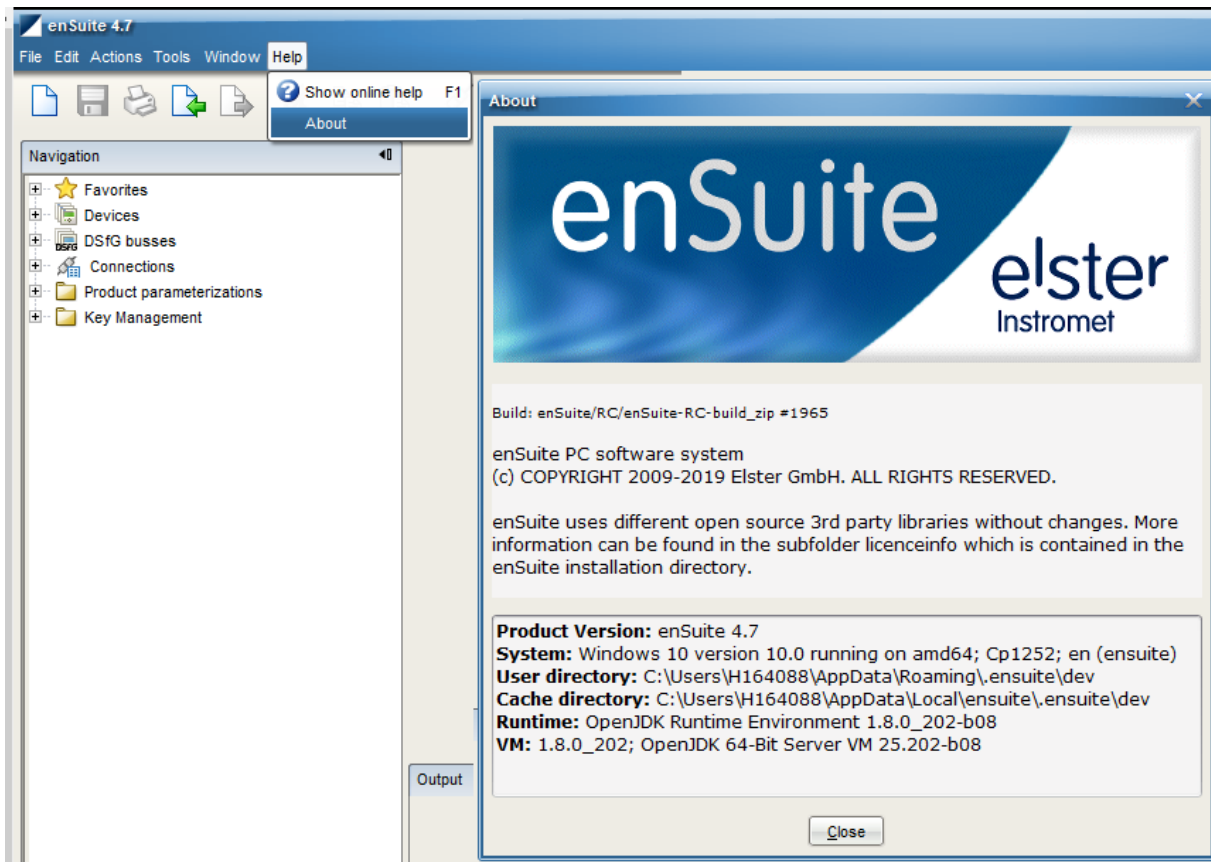 enSuite 4.7
File Edit Actions Tools Window Help
Show online help F1
About
Navigation
Favorites
Devices
DSfG
DSfG busses
Connections
Product parameterizations
Key Management
Output
About
enSuite
elster
Instromet
Build: enSuite/RC/enSuite-RC-build_zip #1965
enSuite PC software system
(c) COPYRIGHT 2009-2019 Elster GmbH. ALL RIGHTS RESERVED.
enSuite uses different open source 3rd party libraries without changes. More
information can be found in the subfolder licenceinfo which is contained in the
enSuite installation directory.
Product Version: enSuite 4.7
System: Windows 10 version 10.0 running on amd64; Cp1252; en (ensuite)
User directory: C:\Users\H164088\AppData\Roaming\.ensuite\dev
Cache directory: C:\Users\H164088\AppData\Local\ensuite\.ensuite\dev
Runtime: OpenJDK Runtime Environment 1.8.0_202-b08
VM: 1.8.0_202; OpenJDK 64-Bit Server VM 25.202-b08
Close